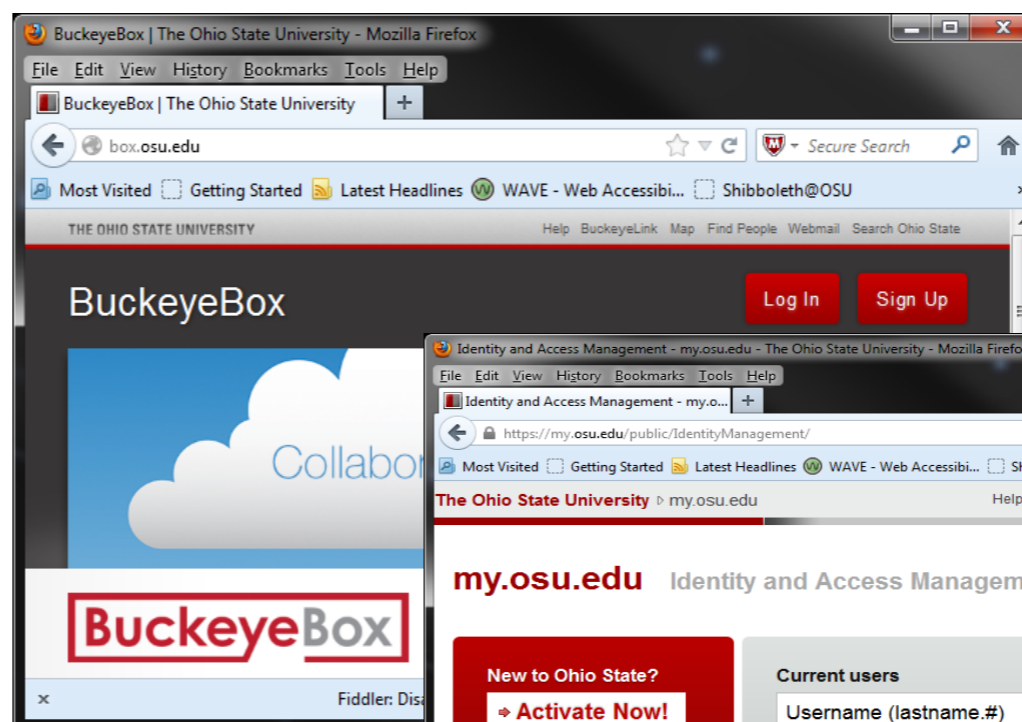 BuckeyeBox | The Ohio State University - Mozilla Firefox
File Edit View History Bookmarks Tools Help
BuckeyeBox | The Ohio State University
box.osu.edu
Secure Search
Most Visited Getting Started Latest Headlines WAVE - Web Accessibi... Shibboleth@OSU
THE OHIO STATE UNIVERSITY Help BuckeyeLink Map Find People Webmail Search Ohio State
BuckeyeBox Log In Sign Up
Collabor
BuckeyeBox
x Fiddler: Disa
Identity and Access Management - my.osu.edu - The Ohio State University - Mozilla Firefo
File Edit View History Bookmarks Tools Help
Identity and Access Management - my.o...
https://my.osu.edu/public/IdentityManagement/
Most Visited Getting Started Latest Headlines WAVE - Web Accessibi... Sh
The Ohio State University my.osu.edu Help
my.osu.edu Identity and Access Managem
New to Ohio State?
Activate Now!
Current users
Username (lastname.#)